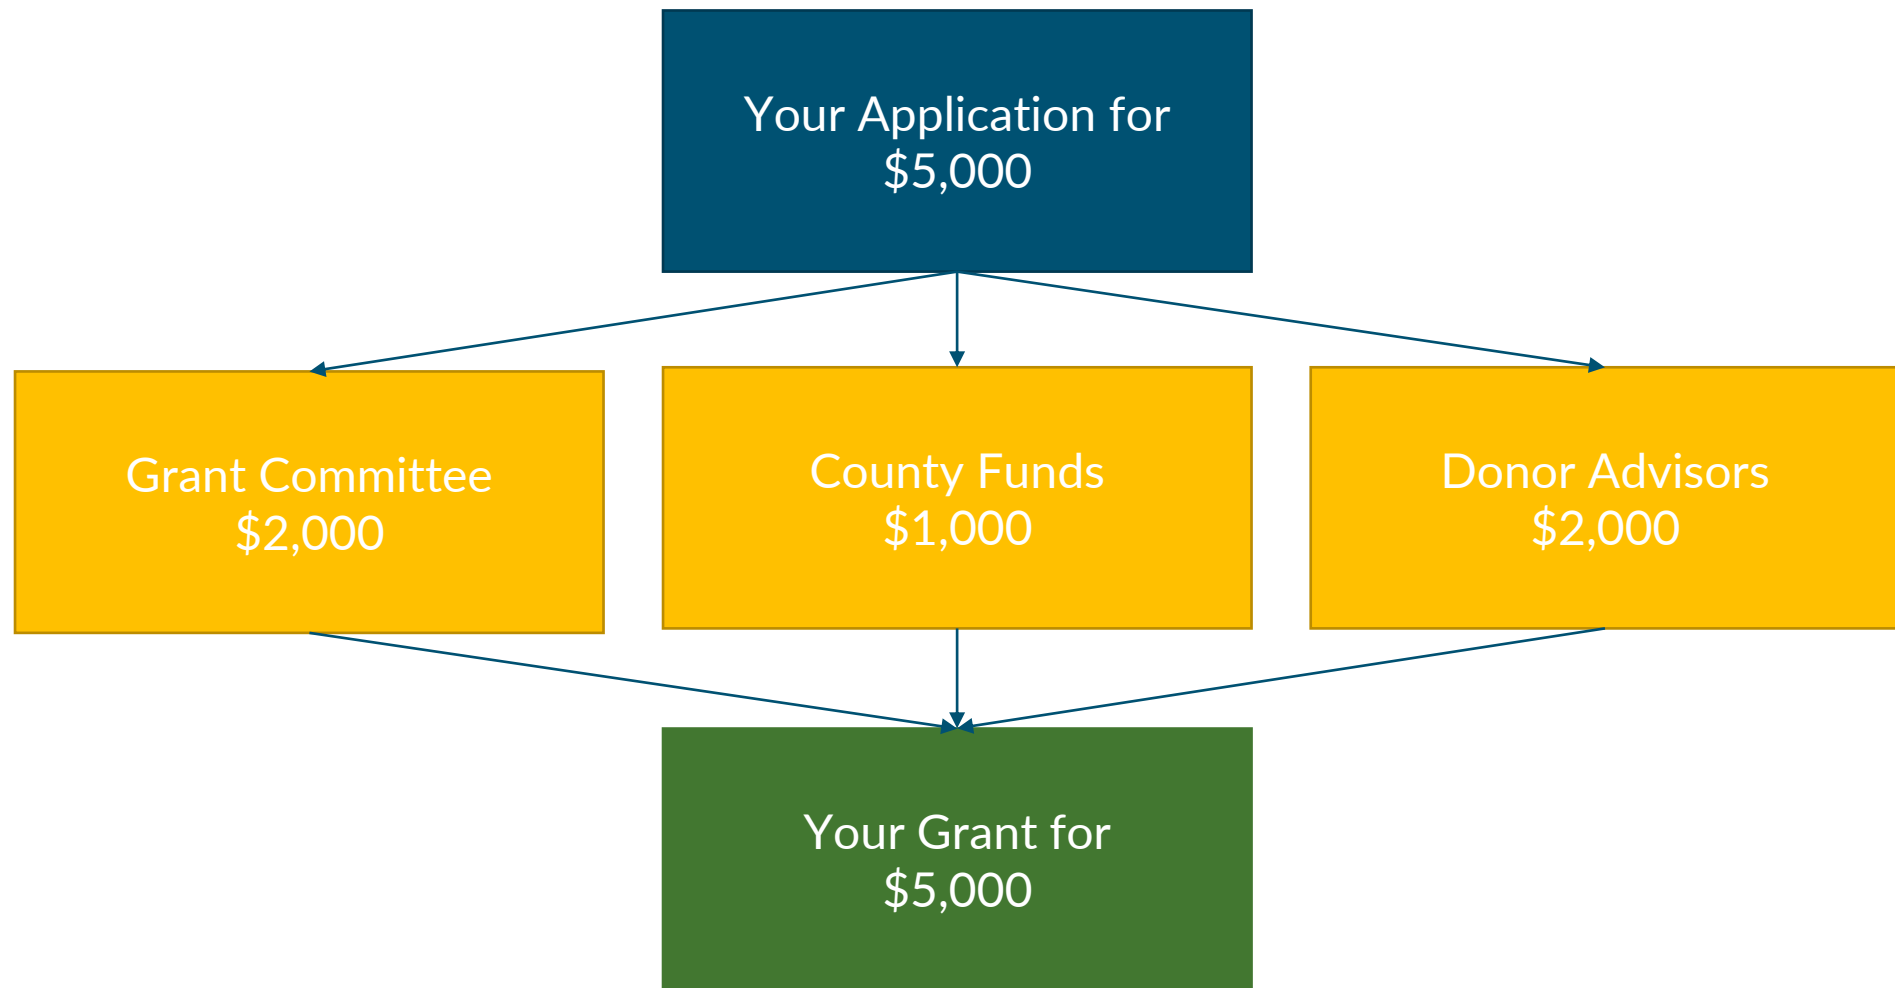 Your Application for
$5,000
Grant Committee
$2,000
County Funds
$1,000
Donor Advisors
$2,000
Your Grant for
$5,000